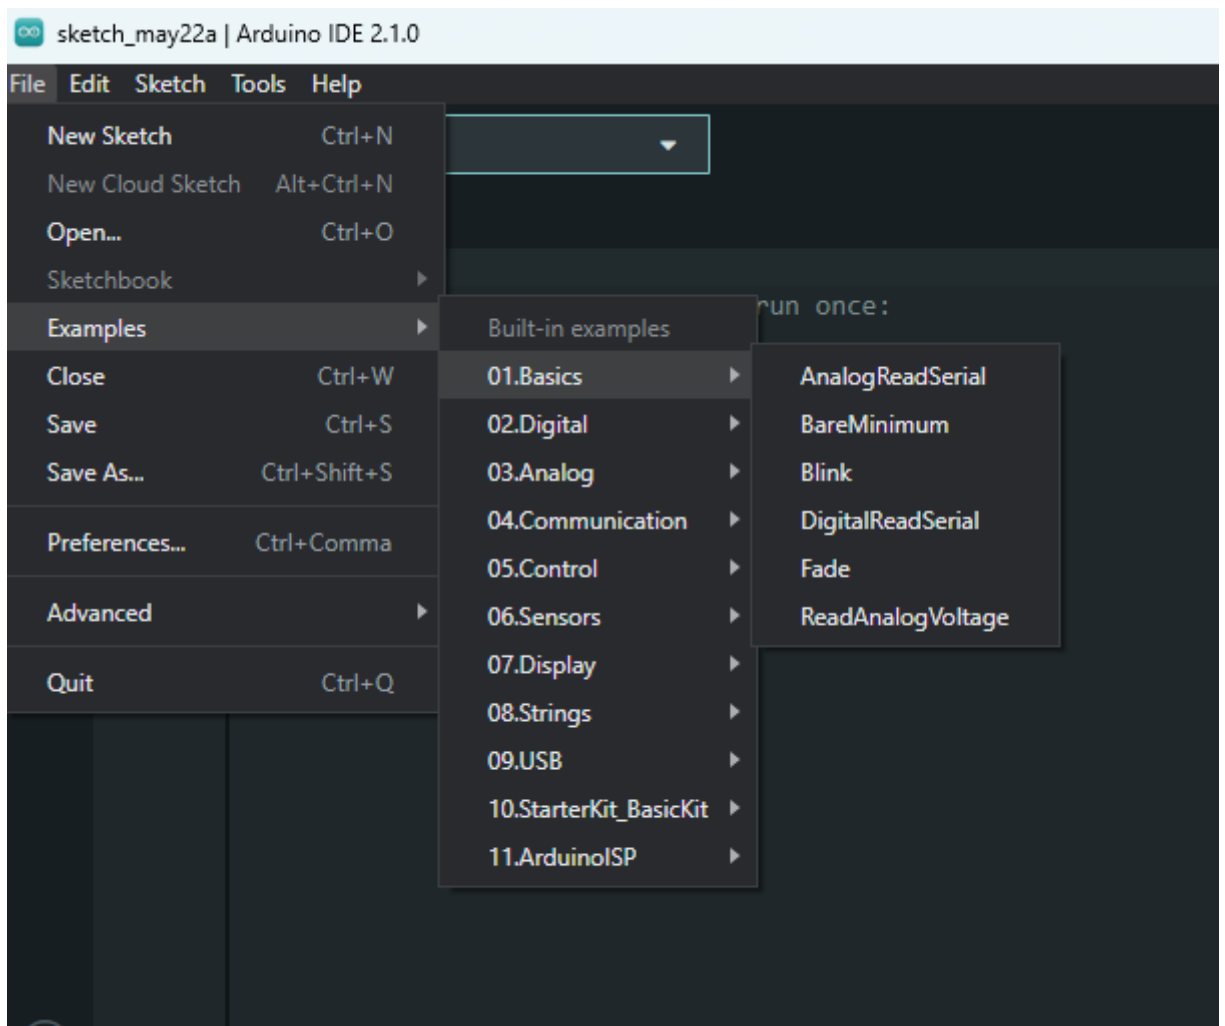 sketch_may22a | Arduino IDE 2.1.0
File Edit Sketch Tools Help
New Sketch Ctrl+N
New Cloud Sketch Alt+Ctrl+N
Open... Ctrl+O
Sketchbook
Examples
Close Ctrl+W
Save Ctrl+S
Save As... Ctrl+Shift+S
Preferences... Ctrl+Comma
Advanced
Quit Ctrl+Q
Built-in examples
01.Basics
02.Digital
03.Analog
04.Communication
05.Control
06.Sensors
07.Display
08.Strings
09.USB
10.StarterKit_BasicKit
11.ArduinoISP
run once:
AnalogReadSerial
BareMinimum
Blink
DigitalReadSerial
Fade
ReadAnalogVoltage